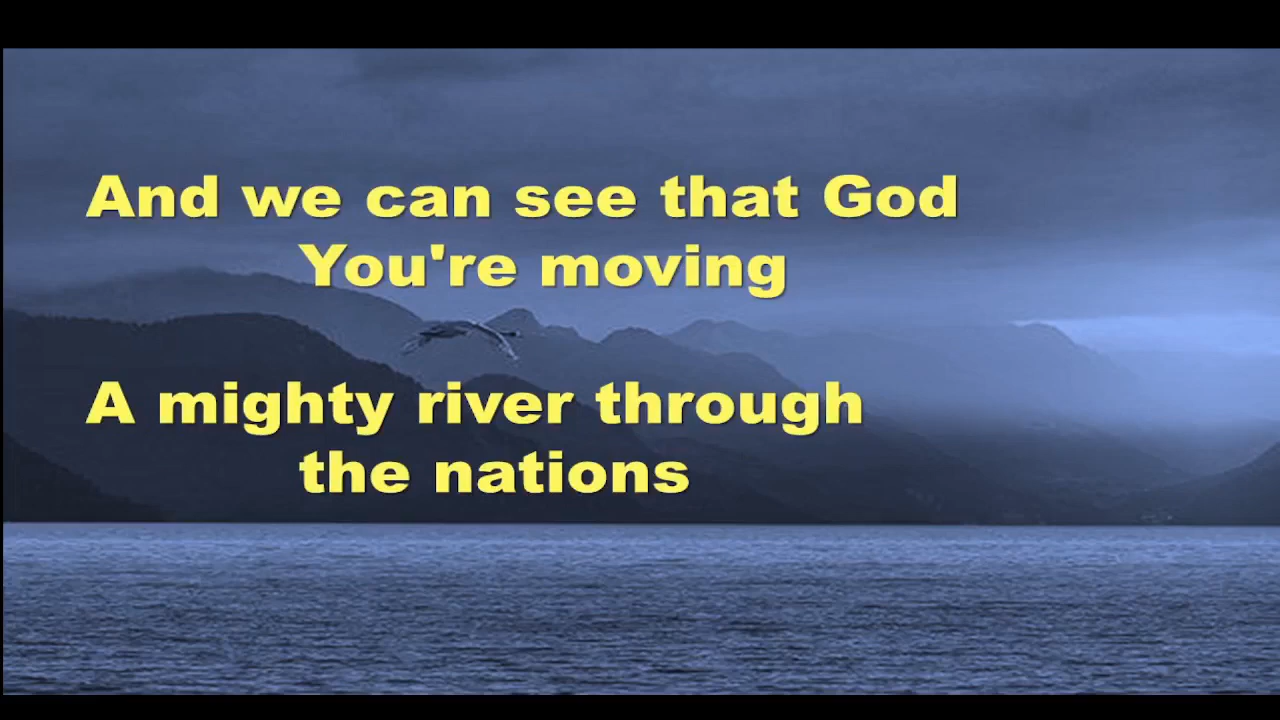 And we can see that God
You're moving
A mighty river through
the nations